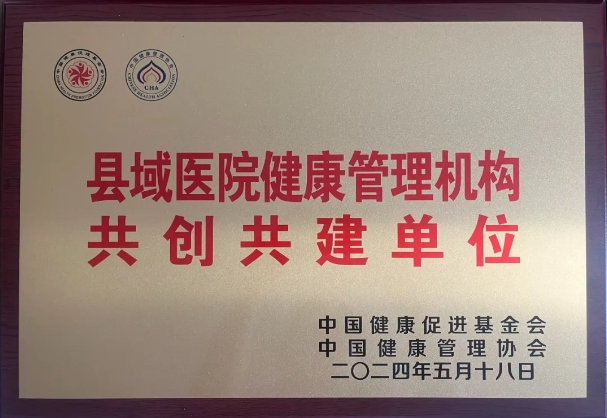 CHA
县域医院健康管理机构
共创共建单位
中国健康促进基金会
中国健康管理协会
二〇二四年五月十八日